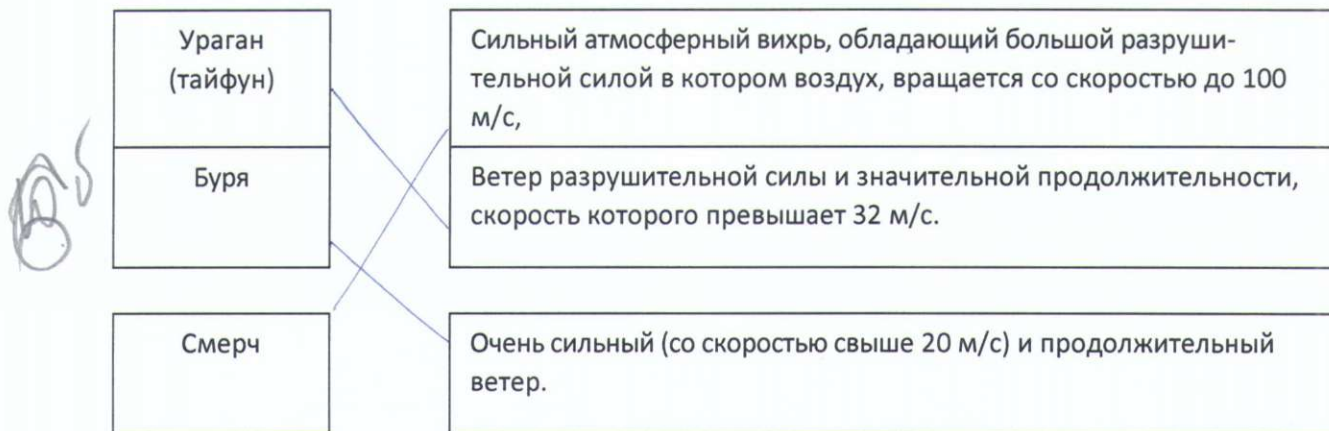 Ураган
(тайфун)
Сильный атмосферный вихрь, обладающий большой разруши-
тельной силой в котором воздух, вращается со скоростью до 100
м/с,
Буря
Ветер разрушительной силы и значительной продолжительности,
скорость которого превышает 32 м/с.
Смерч
Очень сильный (со скоростью свыше 20 м/с) и продолжительный
ветер.